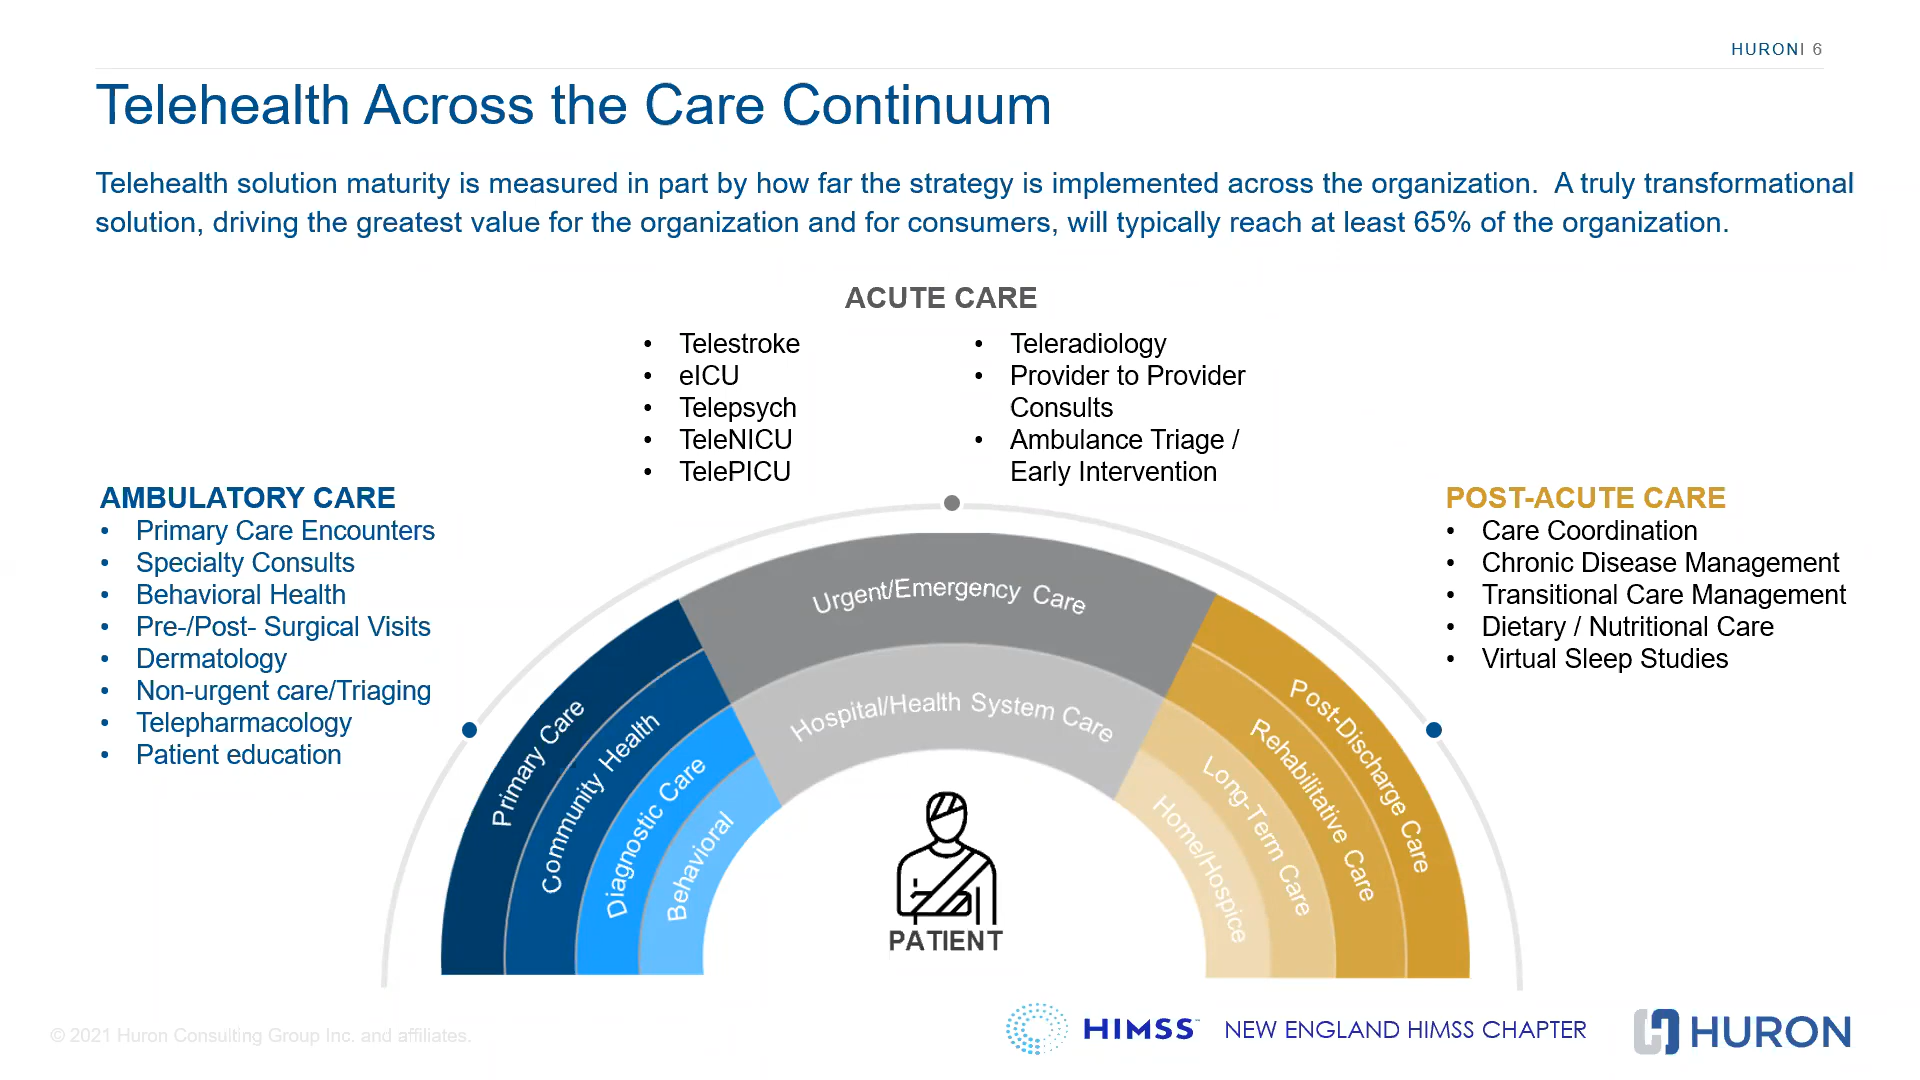 HURONI 6
Telehealth Across the Care Continuum
Telehealth solution maturity is measured in part by how far the strategy is implemented across the organization. A truly transformational
solution, driving the greatest value for the organization and for consumers, will typically reach at least 65% of the organization.
ACUTE CARE
• Telestroke
• eICU
• Telepsych
• TeleNICU
• TelePICU
• Teleradiology
• Provider to Provider
Consults
• Ambulance Triage /
Early Intervention
AMBULATORY CARE
• Primary Care Encounters
• Specialty Consults
• Behavioral Health
• Pre-/Post- Surgical Visits
• Dermatology
• Non-urgent care/Triaging
• Telepharmacology
• Patient education
POST-ACUTE CARE
• Care Coordination
• Chronic Disease Management
• Transitional Care Management
• Dietary / Nutritional Care
• Virtual Sleep Studies
Primary Care
Community Health
Diagnostic Care
Behavioral
Urgent/Emergency Care
Hospital/Health System Care
Post-Discharge Care
Rehabilitative Care
Long-Term Care
Home/Hospice
PATIENT
© 2021 Huron Consulting Group Inc. and affiliates.
HIMSS™
NEW ENGLAND HIMSS CHAPTER
HURON